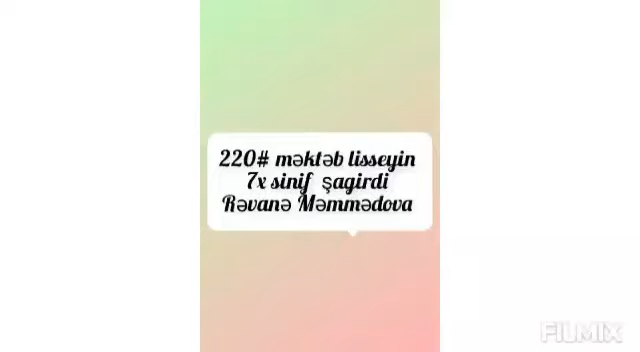 220# məktəb lisseyin
7x sinif şagirdi
Rəvanə Məmmədova
FILMIX